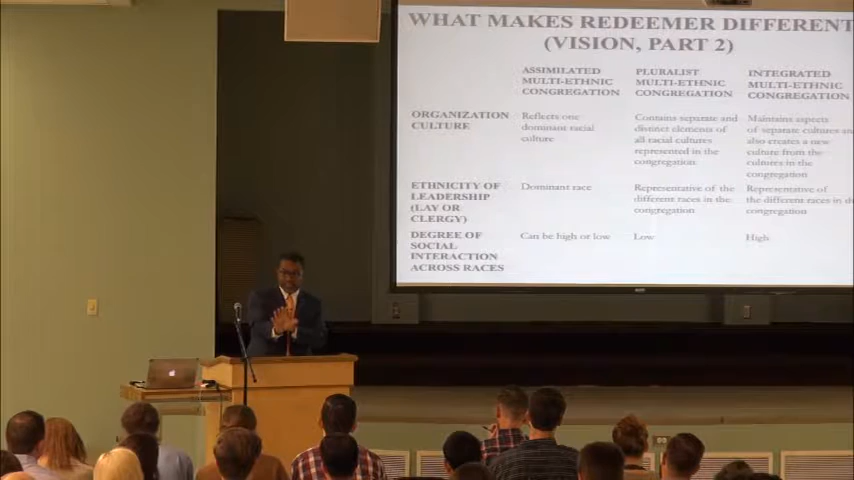 WHAT MAKES REDEEMER DIFFERENT
(VISION, PART 2)
ASSIMILATED MULTI-ETHNIC CONGREGATION
PLURALIST MULTI-ETHNIC CONGREGATION
INTEGRATED MULTI-ETHNIC CONGREGATION
ORGANIZATION CULTURE
Reflects one
dominant racial
culture
Contains separate and
distinct elements of
all racial cultures
represented in the
congregation
Maintains aspects
of separate cultures
also creates a new
culture from the
cultures in the
congregation
ETHNICITY OF
LEADERSHIP
(LAY OR
CLERGY)
Dominant race
Representative of the
different races in the
congregation
Representative of
the different races in
congregation
DEGREE OF
SOCIAL
INTERACTION
ACROSS RACES
Can be high or low
Low
High